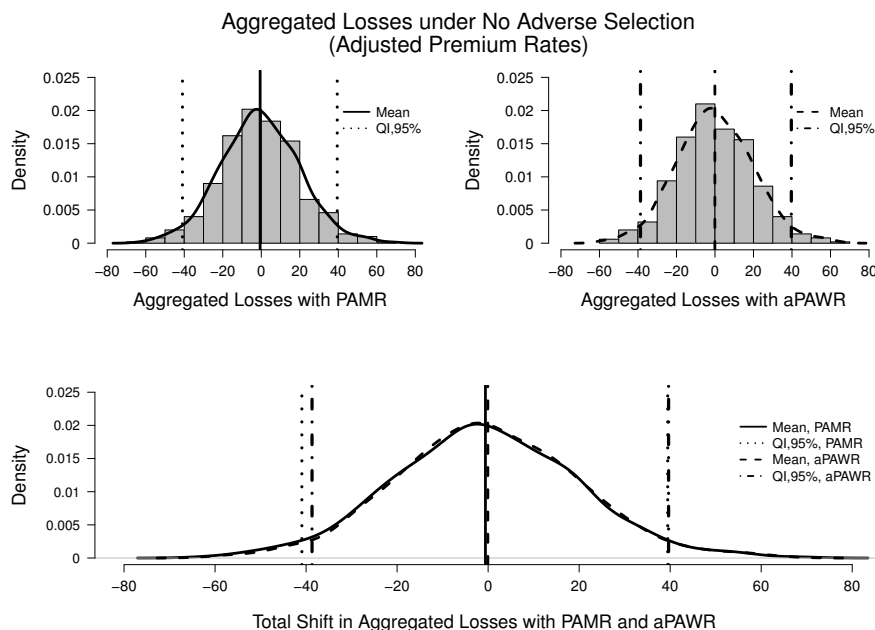 Aggregated Losses under No Adverse Selection
(Adjusted Premium Rates)
0.025
0.02
0.015
0.01
0.005
0
Density
Mean
QI,95%
−80 −60 −40 −20 0 20 40 60 80
Aggregated Losses with PAMR
0.025
0.02
0.015
0.01
0.005
0
Density
Mean
QI,95%
−80 −60 −40 −20 0 20 40 60 80
Aggregated Losses with aPAWR
0.025
0.02
0.015
0.01
0.005
0
Density
Mean, PAMR
QI,95%, PAMR
Mean, aPAWR
QI,95%, aPAWR
−80 −60 −40 −20 0 20 40 60 80
Total Shift in Aggregated Losses with PAMR and aPAWR